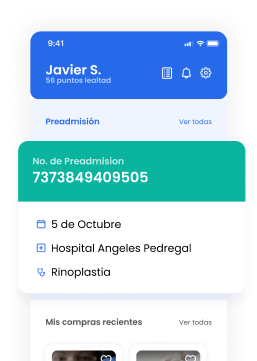 9:41
Javier S.
56 puntos lealtad
Preadmisión
Ver todas
No. de Preadmision
7373849409505
5 de Octubre
Hospital Angeles Pedregal
Rinoplastia
Mis compras recientes
Ver todas